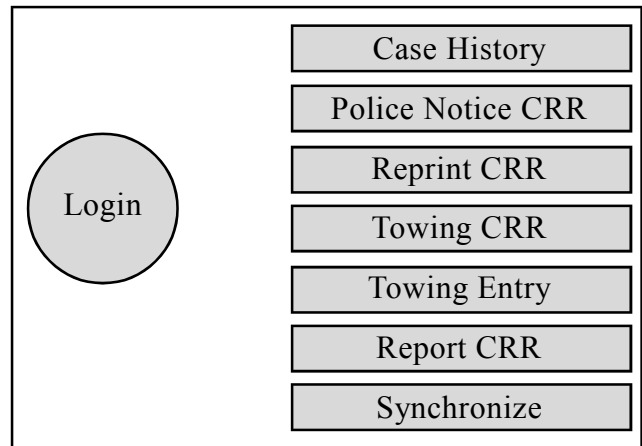 Login
Case History
Police Notice CRR
Reprint CRR
Towing CRR
Towing Entry
Report CRR
Synchronize